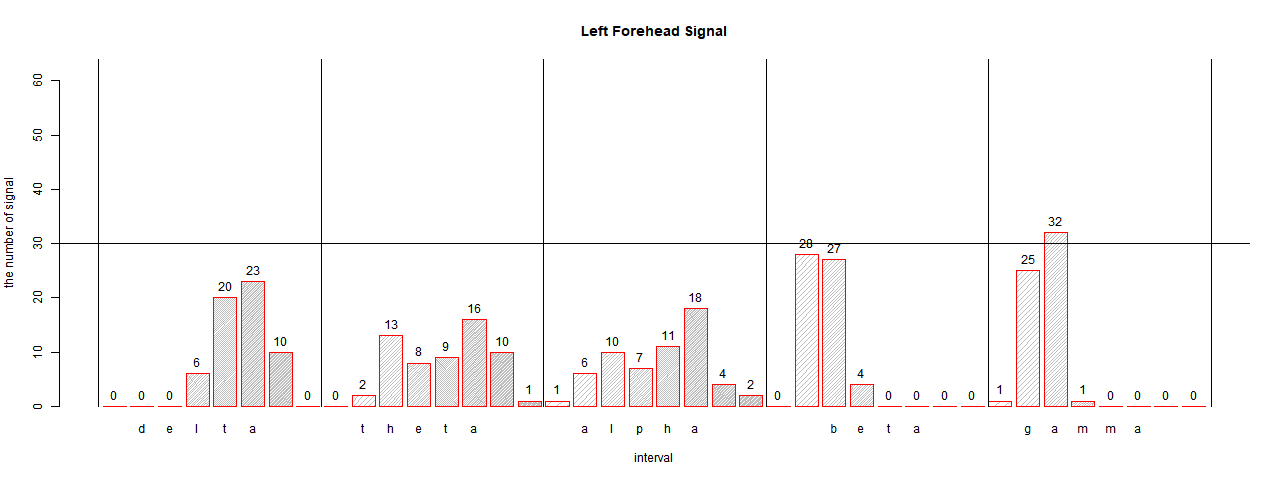 Left Forehead Signal
the number of signal
60
50
40
30
20
10
0
0 0 0 6 20 23 10 0 0 2 13 8 9 16 10 1 1 6 10 7 11 18 4 2 0 28 27 4 0 0 0 0 1 25 32 1 0 0 0 0
d e l t a t h e t a a l p h a b e t a g a m m a
interval